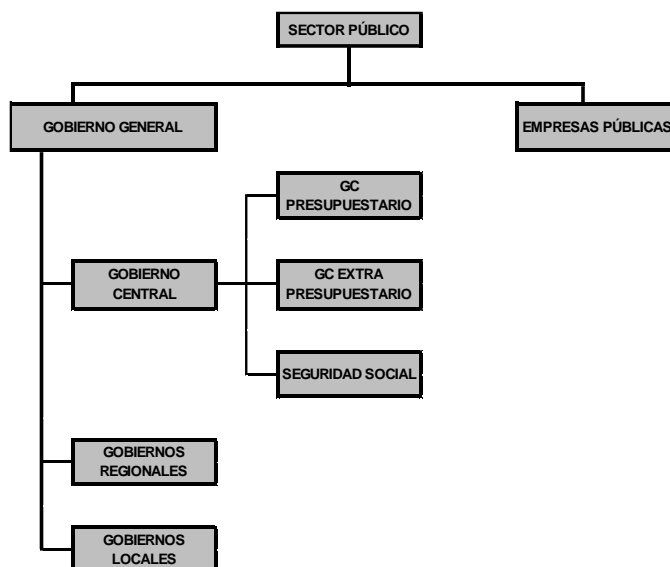 SECTOR PÚBLICO
GOBIERNO GENERAL
EMPRESAS PÚBLICAS
GC
PRESUPUESTARIO
GOBIERNO
CENTRAL
GC EXTRA
PRESUPUESTARIO
SEGURIDAD SOCIAL
GOBIERNOS
REGIONALES
GOBIERNOS
LOCALES